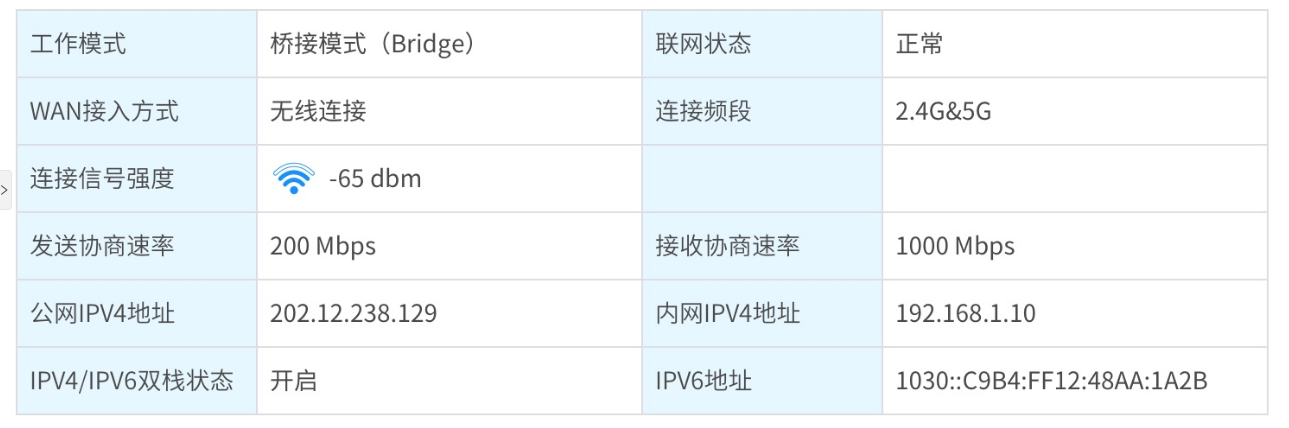 工作模式 桥接模式（Bridge） 联网状态 正常
WAN接入方式 无线连接 连接频段 2.4G&5G
连接信号强度 -65 dbm
发送协商速率 200 Mbps 接收协商速率 1000 Mbps
公网IPV4地址 202.12.238.129 内网IPV4地址 192.168.1.10
IPV4/IPV6双栈状态 开启 IPV6地址 1030::C9B4:FF12:48AA:1A2B